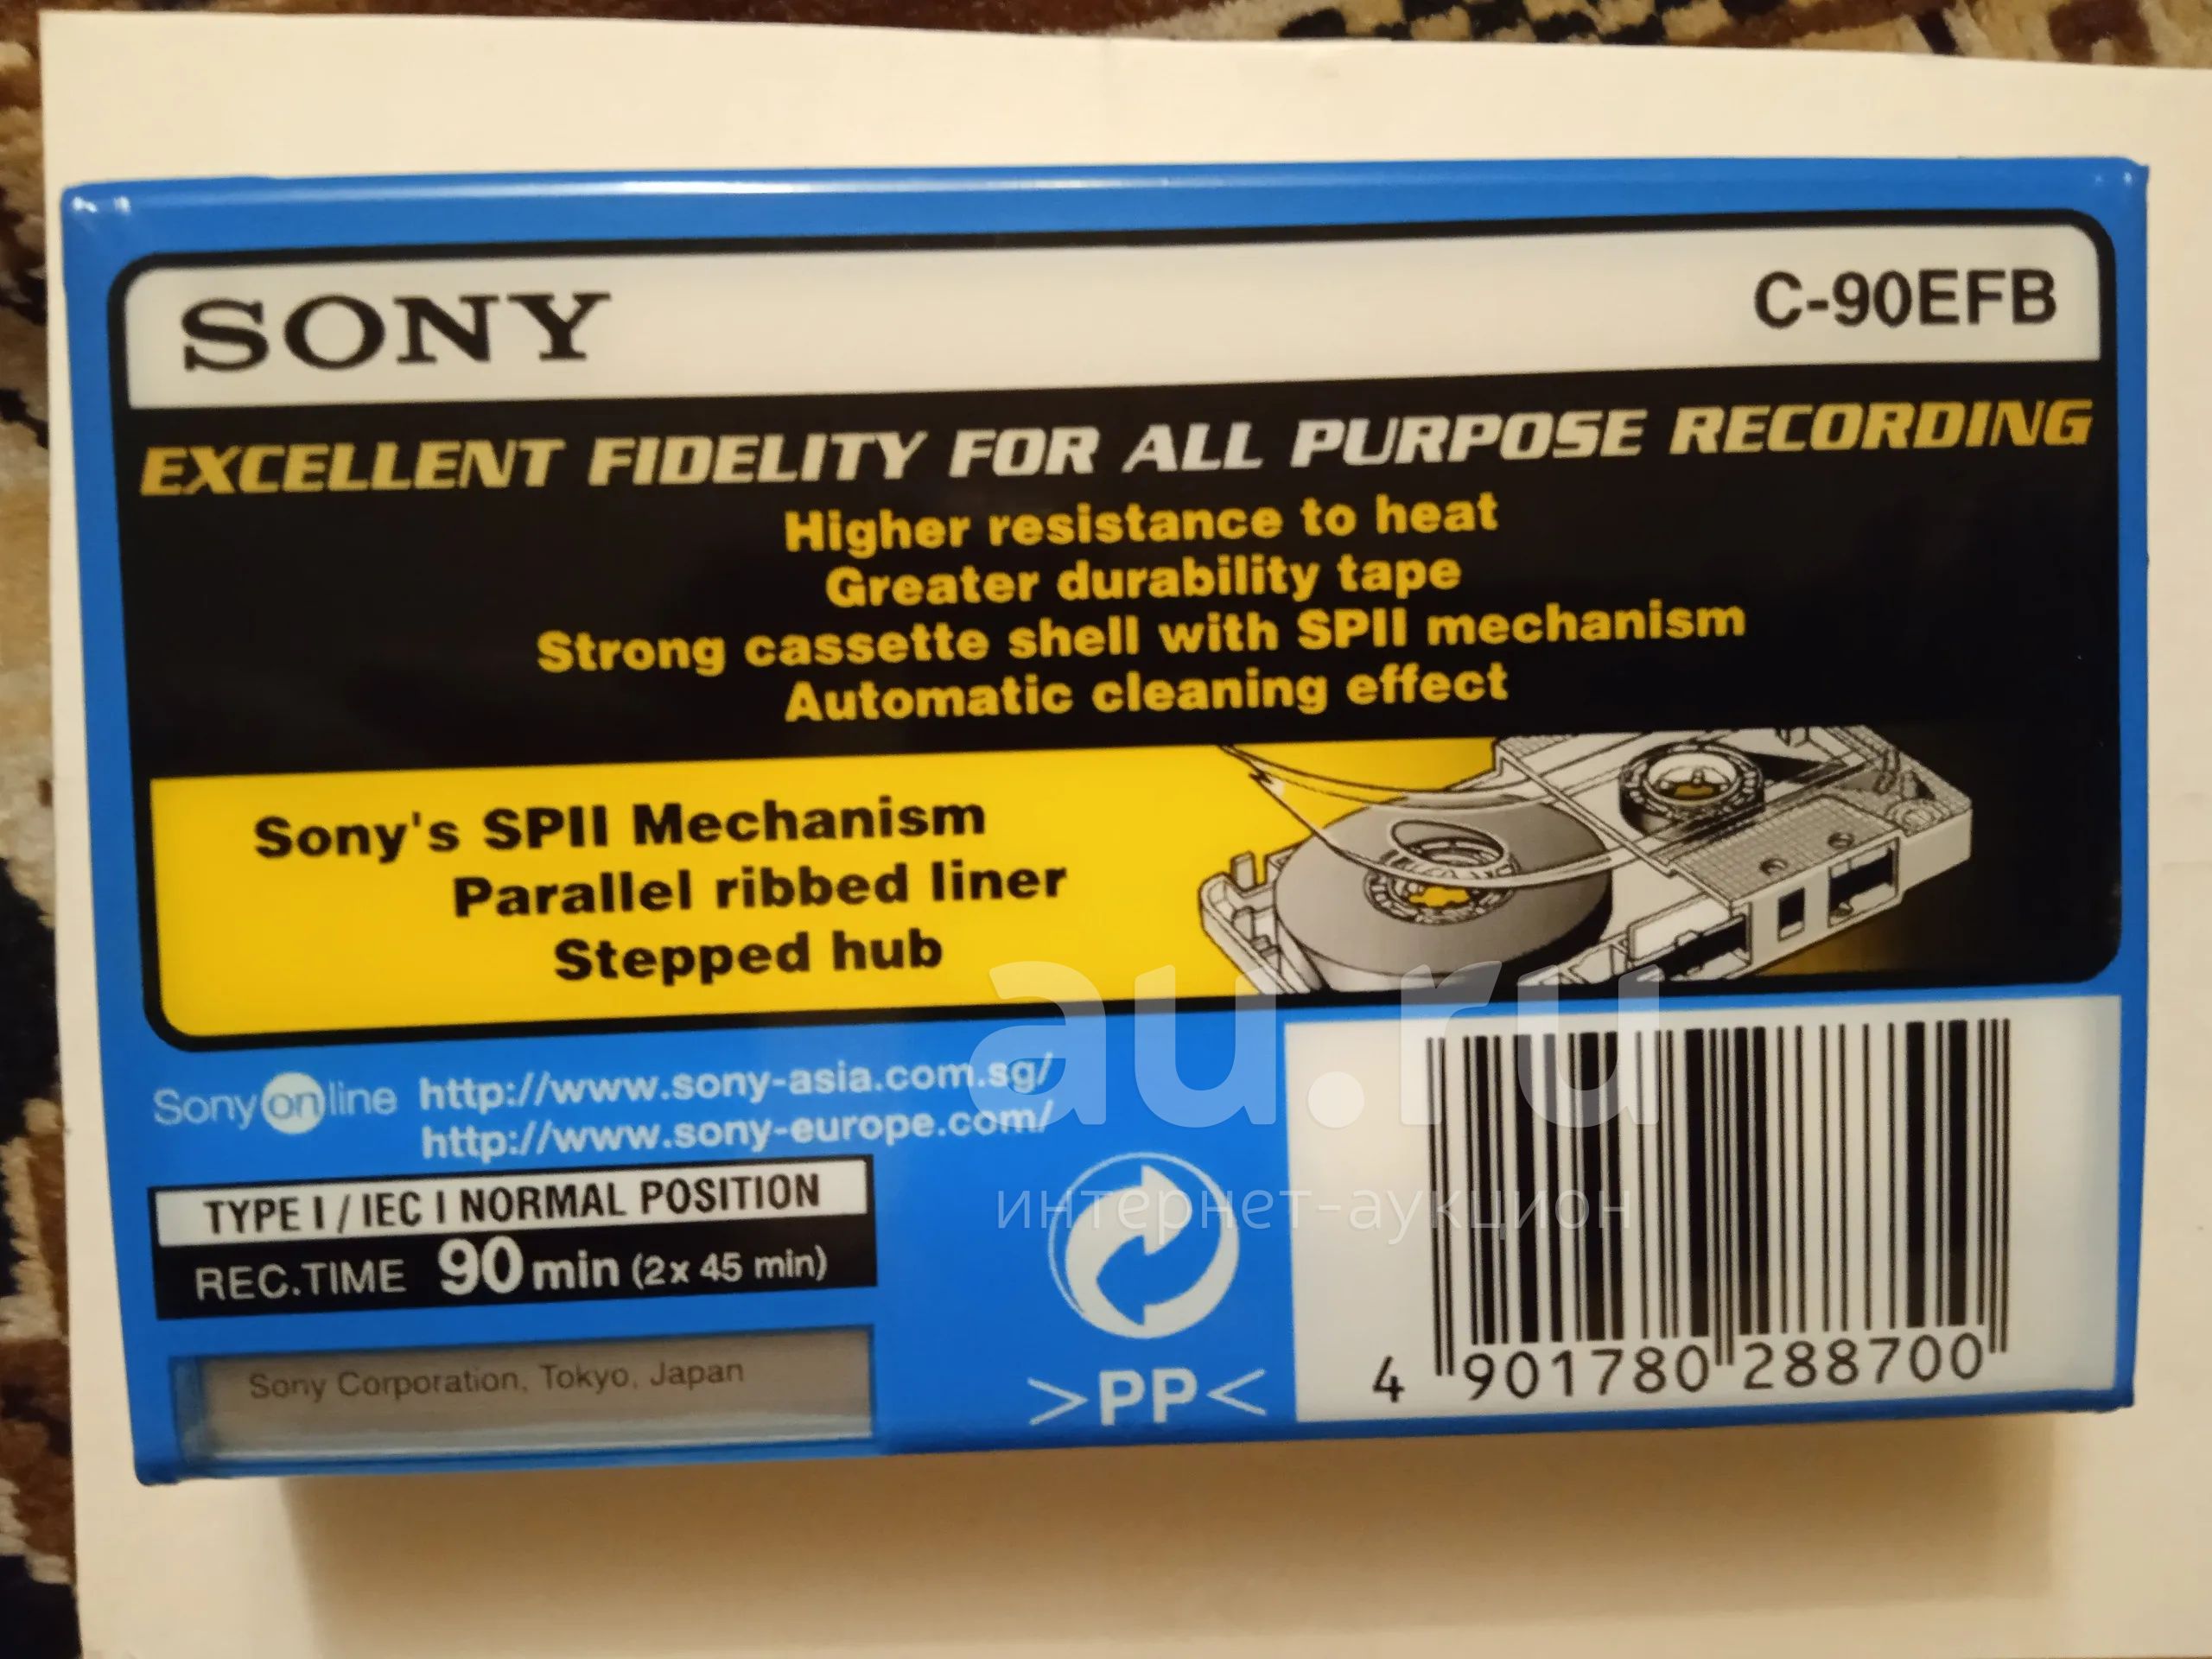 SONY
C-90EFB
EXCELLENT FIDELITY FOR ALL PURPOSE RECORDING
Higher resistance to heat
Greater durability tape
Strong cassette shell with SPII mechanism
Automatic cleaning effect
Sony's SPII Mechanism
Parallel ribbed liner
Stepped hub
au.ru
интернет-аукцион
Sony on line http://www.sony-asia.com.sg/
http://www.sony-europe.com/
TYPE I / IEC I NORMAL POSITION
REC.TIME 90 min (2x 45 min)
Sony Corporation, Tokyo, Japan
>PP<
4 901780 288700